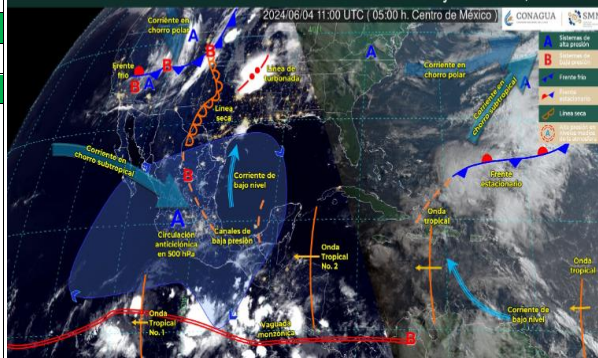 2024/06/04 11:00 UTC ( 05:00 h. Centro de México )
CONAGUA
SMN
Corriente en
chorro polar
A
B
Frente
frío
B
B
A
Línea de
turbonada
Línea
seca
A
Corriente en
chorro polar
Corriente en
chorro subtropical
A
A
Sistemas de
alta presión
B
Sistemas de
baja presión
Frente frío
Frente
estacionario
Línea seca
Corriente en
chorro subtropical
B
Corriente de
bajo nivel
A
Circulación
anticiclónica
en 500 hPa
Canales de
baja presión
Frente
estacionario
Onda
tropical
Onda
Tropical
No. 2
Onda
tropical
Onda
Tropical
No. 1
Vaguada
monzónica
B
Corriente de
bajo nivel